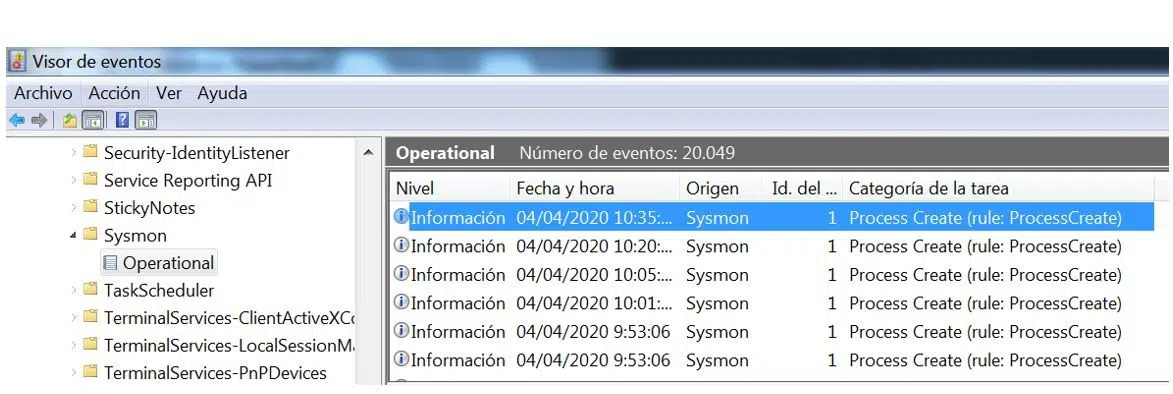 Visor de eventos
Archivo Acción Ver Ayuda
Security-IdentityListener
Service Reporting API
StickyNotes
Sysmon
Operational
TaskScheduler
TerminalServices-ClientActiveXCo
TerminalServices-LocalSessionMa
TerminalServices-PnPDevices
Operational Número de eventos: 20.049
Nivel Fecha y hora Origen Id. del ... Categoría de la tarea
Información 04/04/2020 10:35:... Sysmon 1 Process Create (rule: ProcessCreate)
Información 04/04/2020 10:20:... Sysmon 1 Process Create (rule: ProcessCreate)
Información 04/04/2020 10:05:... Sysmon 1 Process Create (rule: ProcessCreate)
Información 04/04/2020 10:01:... Sysmon 1 Process Create (rule: ProcessCreate)
Información 04/04/2020 9:53:06 Sysmon 1 Process Create (rule: ProcessCreate)
Información 04/04/2020 9:53:06 Sysmon 1 Process Create (rule: ProcessCreate)